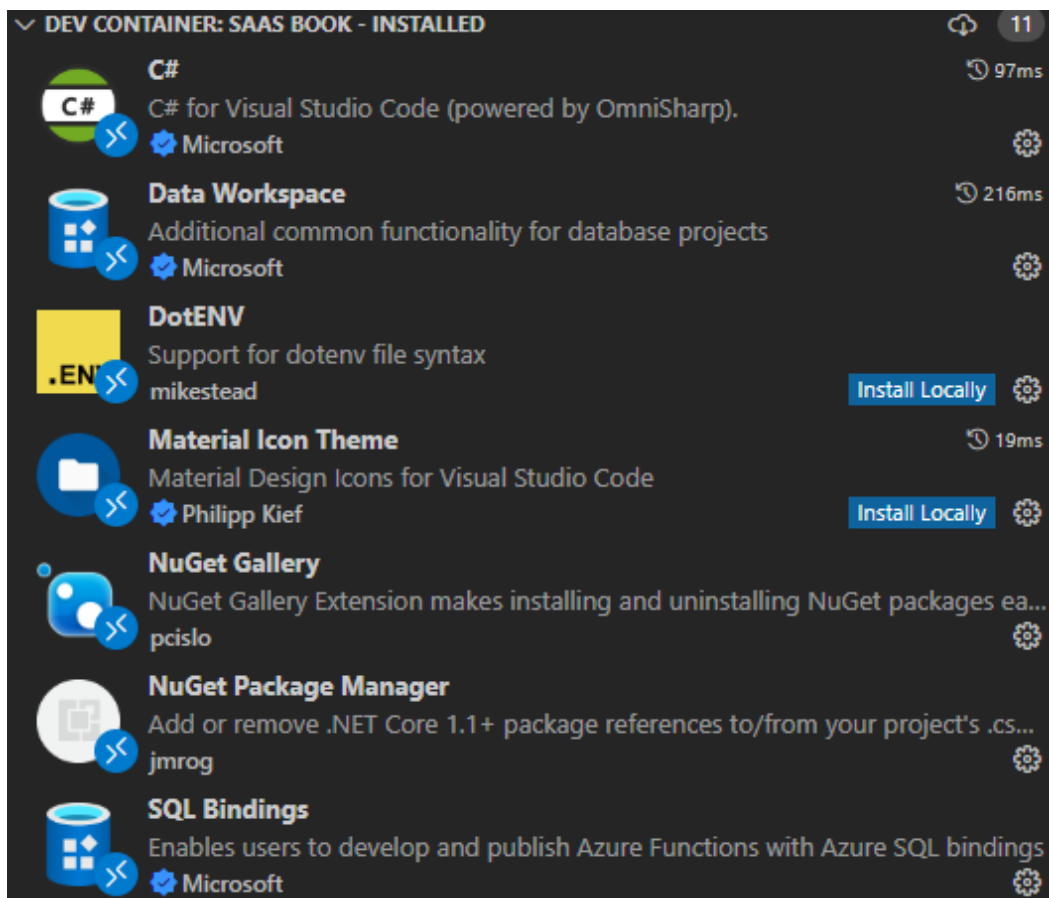 DEV CONTAINER: SAAS BOOK - INSTALLED 11
C# 97ms
C# C# for Visual Studio Code (powered by OmniSharp).
Microsoft
Data Workspace 216ms
Additional common functionality for database projects
Microsoft
DotENV
Support for dotenv file syntax
.EN
mikestead Install Locally
Material Icon Theme 19ms
Material Design Icons for Visual Studio Code
Philipp Kief Install Locally
NuGet Gallery
NuGet Gallery Extension makes installing and uninstalling NuGet packages ea...
pcislo
NuGet Package Manager
Add or remove .NET Core 1.1+ package references to/from your project's .cs...
jmrog
SQL Bindings
Enables users to develop and publish Azure Functions with Azure SQL bindings
Microsoft